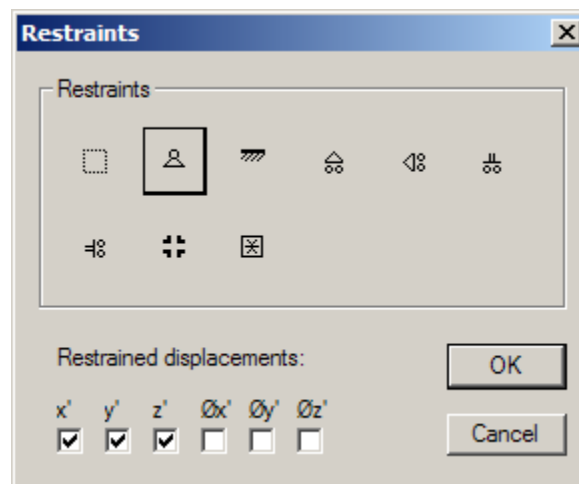 Restraints
Restraints
Restrained displacements:
x' y' z' Øx' Øy' Øz'
OK
Cancel